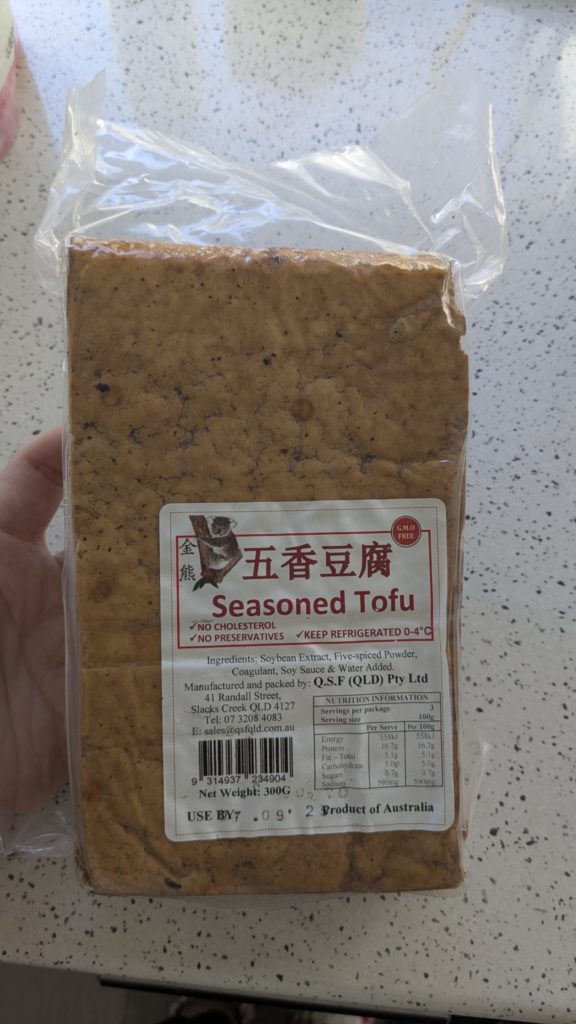 G.M.O
FREE
金熊
五香豆腐
Seasoned Tofu
✓NO CHOLESTEROL
✓NO PRESERVATIVES ✓KEEP REFRIGERATED 0-4°C
Ingredients: Soybean Extract, Five-spiced Powder,
Coagulant, Soy Sauce & Water Added.
Manufactured and packed by: Q.S.F (QLD) Pty Ltd
41 Randall Street,
Slacks Creek QLD 4127
Tel: 07 3208 4083
E: sales@qsfqld.com.au
NUTRITION INFORMATION
Servings per package 3
Serving size 100g
Per Serve Per 100g
Energy 558kJ 558kJ
Protein 16.7g 16.7g
Fat – Total 5.1g 5.1g
Carbohydrate 5.0g 5.0g
Sugars 0.7g 0.7g
Sodium 590mg 590mg
9 314937 234904
Net Weight: 300G
USE BY: .09
Product of Australia